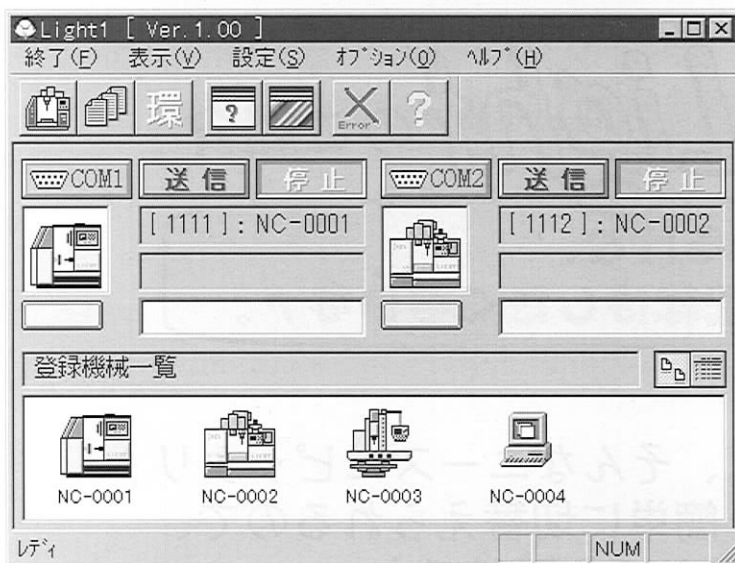 Light1 [ Ver.1.00 ]
終了(F) 表示(V) 設定(S) ｵﾌﾟｼｮﾝ(O) ﾍﾙﾌﾟ(H)
環 ? Error ?
COM1 送信 停止 COM2 送信 停止
[ 1111 ]: NC-0001 [ 1112 ]: NC-0002
登録機械一覧
NC-0001 NC-0002 NC-0003 NC-0004
ﾚﾃﾞｨ NUM